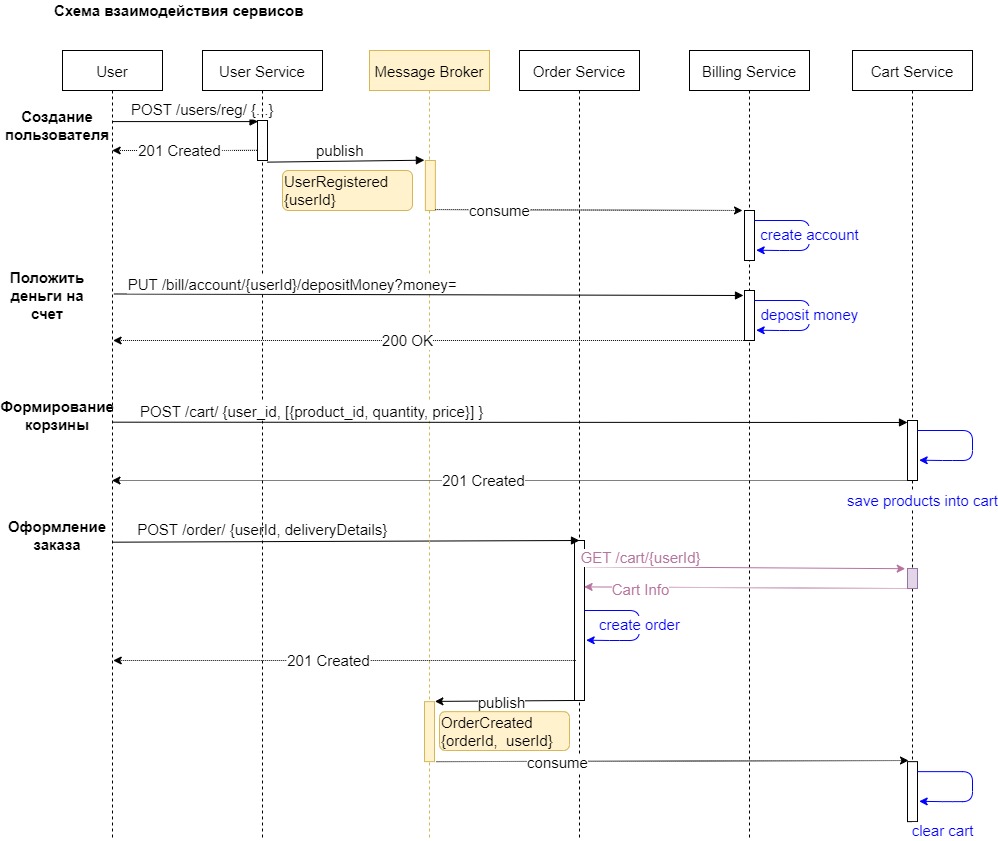 Схема взаимодействия сервисов
User
User Service
Message Broker
Order Service
Billing Service
Cart Service
Создание
пользователя
POST /users/reg/ {...}
201 Created
publish
UserRegistered
{userId}
consume
create account
Положить
деньги на
счет
PUT /bill/account/{userId}/depositMoney?money=
deposit money
200 OK
Формирование
корзины
POST /cart/ {user_id, [{product_id, quantity, price}] }
201 Created
save products into cart
Оформление
заказа
POST /order/ {userId, deliveryDetails}
GET /cart/{userId}
Cart Info
create order
201 Created
publish
OrderCreated
{orderId, userId}
consume
clear cart